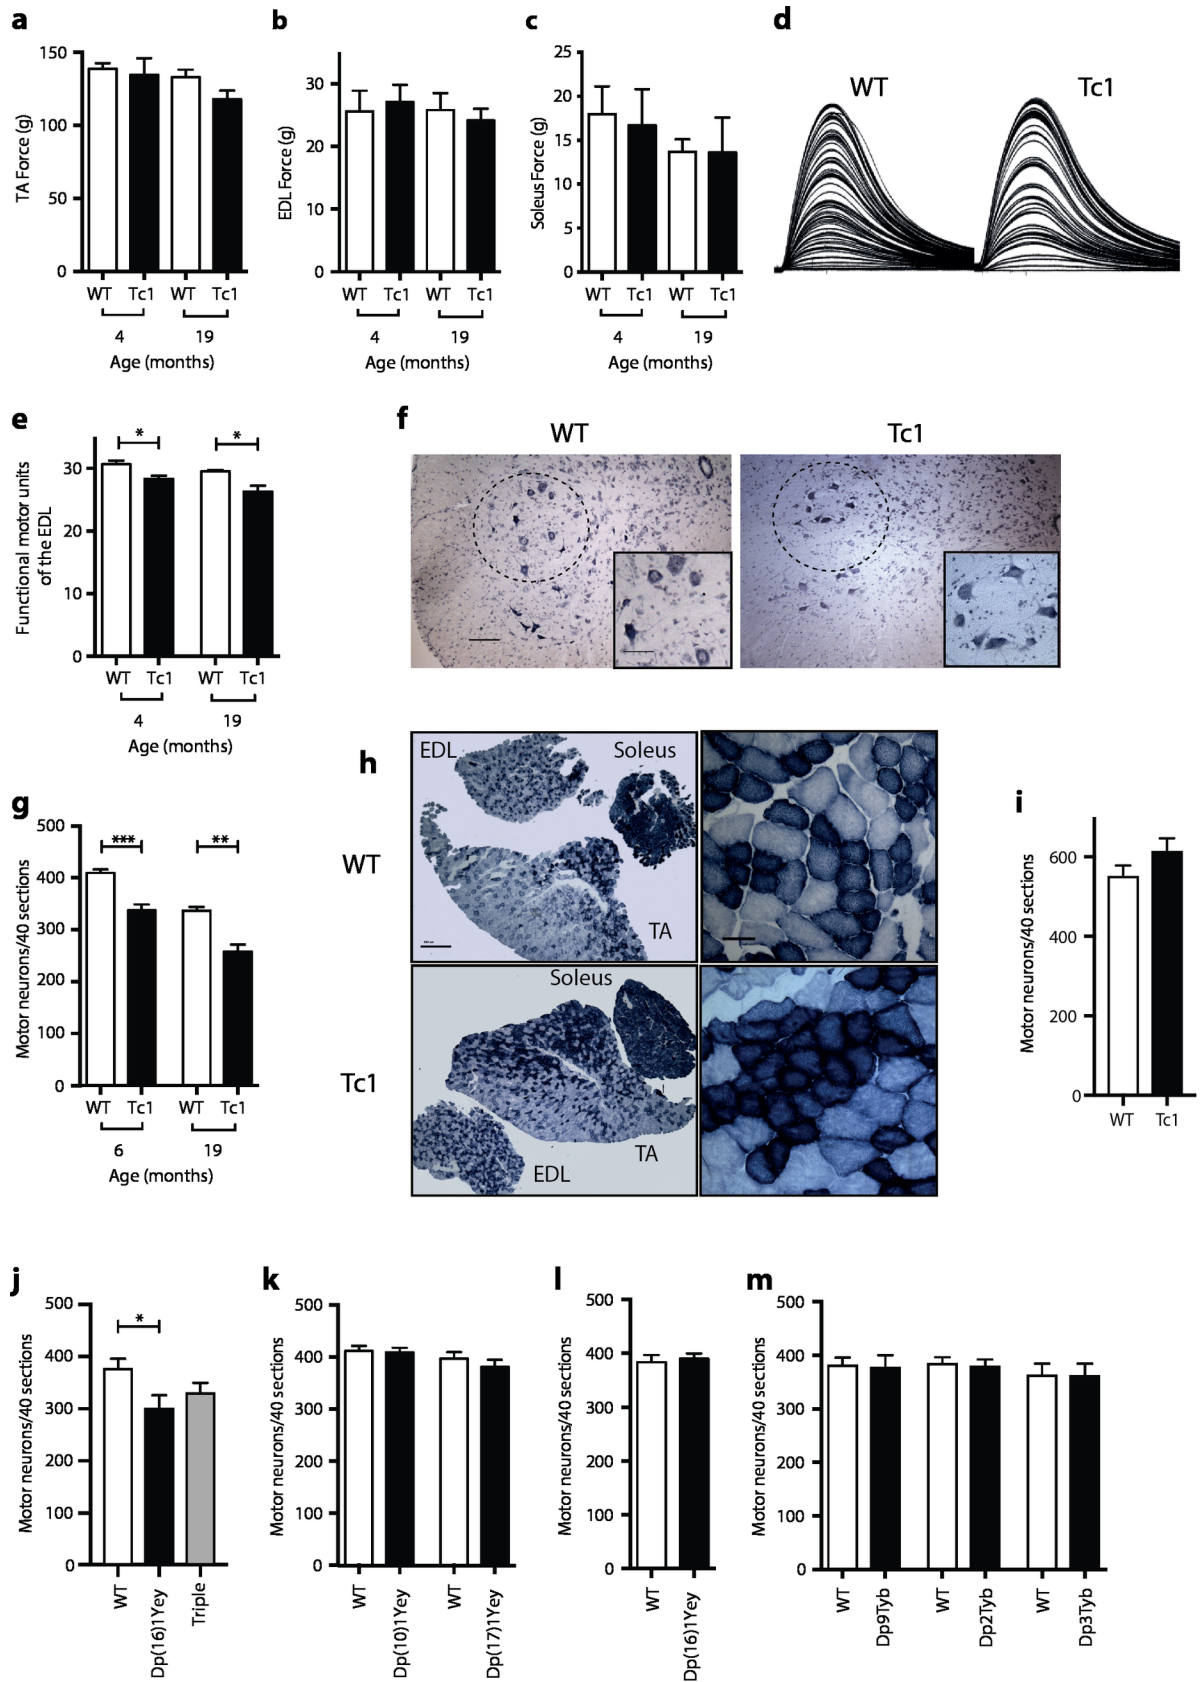 a
TA Force (g)
150
100
50
0
WT Tc1 WT Tc1
4 19
Age (months)
b
EDL Force (g)
30
20
10
0
WT Tc1 WT Tc1
4 19
Age (months)
c
Soleus Force (g)
25
20
15
10
5
0
WT Tc1 WT Tc1
4 19
Age (months)
d
WT Tc1
e
Functional motor units
of the EDL
30
20
10
0
* *
WT Tc1 WT Tc1
4 19
Age (months)
f
WT Tc1
g
Motor neurons/40 sections
500
400
300
200
100
0
*** **
WT Tc1 WT Tc1
6 19
Age (months)
h
EDL Soleus
WT
TA
Soleus
Tc1
TA
EDL
i
Motor neurons/40 sections
600
400
200
0
WT Tc1
j
Motor neurons/40 sections
500
400
300
200
100
0
*
WT Dp(16)1Yey Triple
k
Motor neurons/40 sections
500
400
300
200
100
0
WT Dp(10)1Yey WT Dp(17)1Yey
l
Motor neurons/40 sections
500
400
300
200
100
0
WT Dp(16)1Yey
m
Motor neurons/40 sections
500
400
300
200
100
0
WT Dp9Tyb WT Dp2Tyb WT Dp3Tyb